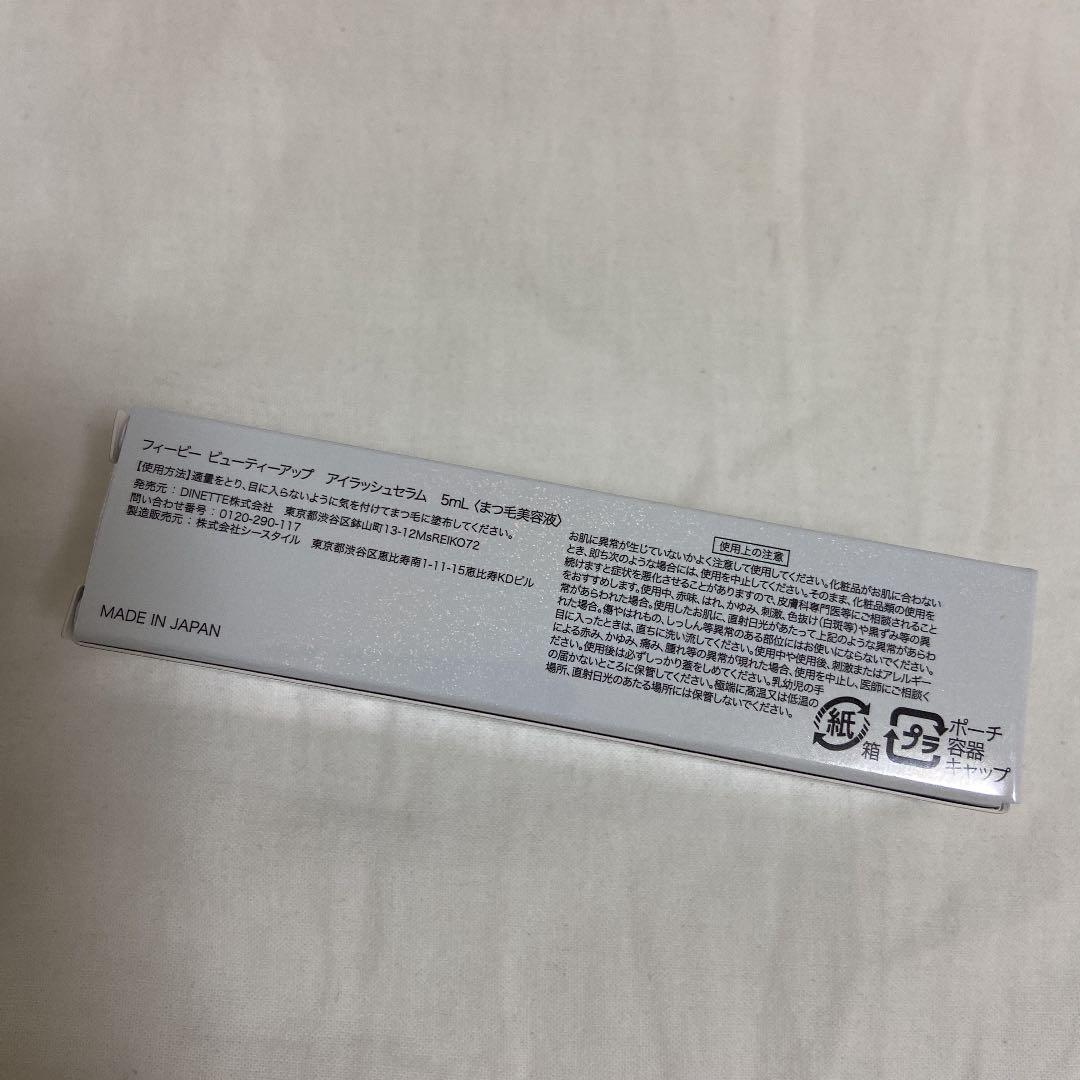 フィービー ビューティーアップ アイラッシュセラム 5mL〈まつ毛美容液〉
【使用方法】適量をとり、目に入らないように気を付けてまつ毛に塗布してください。
発売元：DINETTE株式会社 東京都渋谷区鉢山町13-12MsREIKO72
問い合わせ番号：0120-290-117
製造販売元：株式会社シースタイル 東京都渋谷区恵比寿南1-11-15恵比寿KDビル
MADE IN JAPAN
使用上の注意
お肌に異常が生じていないかよく注意して使用してください。化粧品がお肌に合わない
とき、即ち次のような場合には、使用を中止してください。そのまま、化粧品類の使用を
続けますと症状を悪化させることがありますので、皮膚科専門医等にご相談されること
をおすすめします。使用中、赤味、はれ、かゆみ、刺激、色抜け(白斑等)や黒ずみ等の異
常があらわれた場合。使用したお肌に、直射日光があたって上記のような異常があらわ
れた場合。傷やはれもの、しっしん等異常のある部位にはお使いにならないでください。
目に入ったときは、直ちに洗い流してください。使用中や使用後、刺激またはアレルギー
による赤み、かゆみ、痛み、腫れ等の異常が現れた場合、使用を中止し、医師にご相談く
ださい。使用後は必ずしっかり蓋をしめてください。乳幼児の手
の届かないところに保管してください。極端に高温又は低温の
場所、直射日光のあたる場所には保管しないでください。
紙
箱
プラ
ポーチ
容器
キャップ